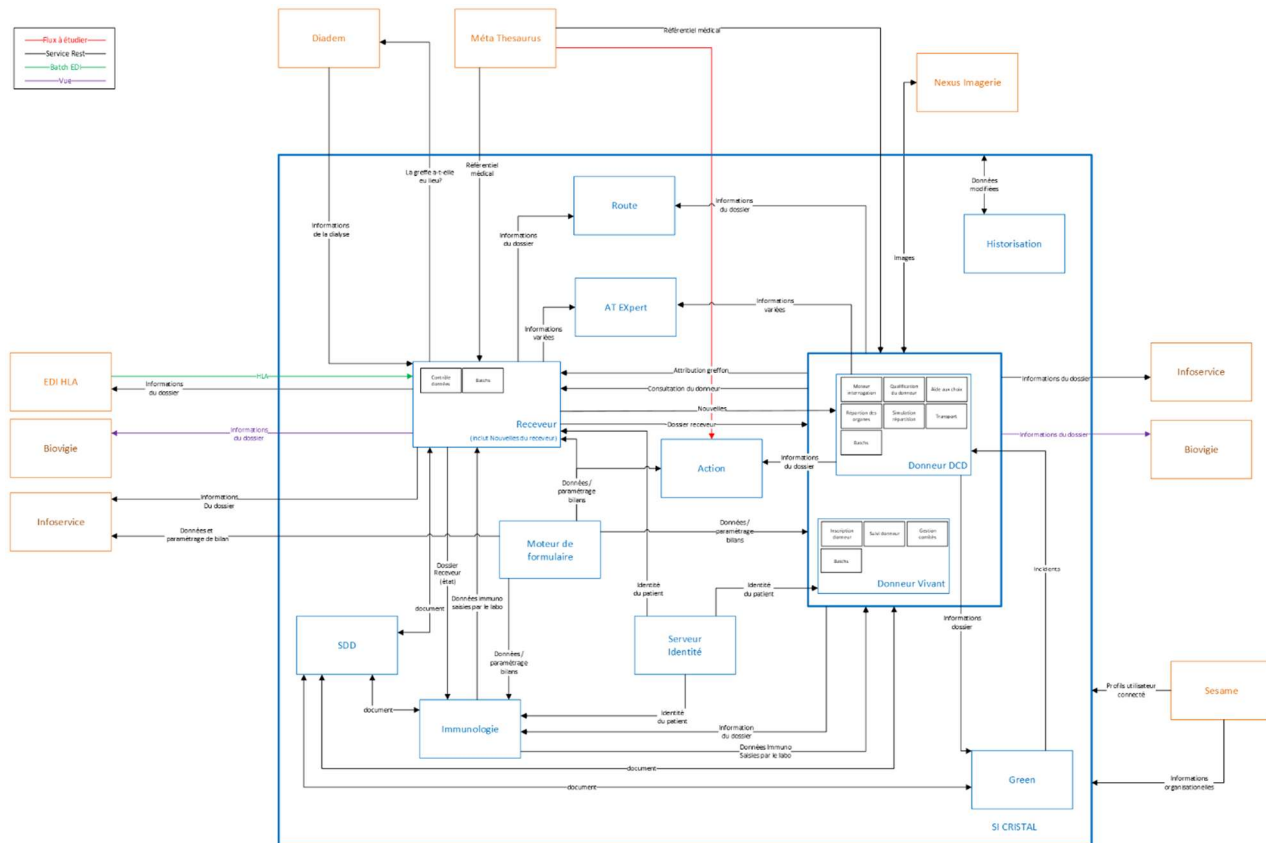 Flux à étudier
Service Rest
Batch EDI
Vue
Diadem
Méta Thesaurus
Référentiel médical
Nexus Imagerie
La greffe a-t-elle
eu lieu?
Référentiel
médical
Données
modifiées
Route
Informations
du dossier
Informations
de la dialyse
Informations
du dossier
Historisation
Images
AT EXpert
Informations
variées
Informations
variées
EDI HLA
HLA
Informations
du dossier
Contrôle
données
Batchs
Receveur
(inclut Nouvelles du receveur)
Attribution greffon
Consultation du donneur
Nouvelles
Dossier receveur
Moteur
interrogation
Qualification
du donneur
Aide aux choix
Répartion des
organes
Simulation
répartition
Transport
Batchs
Donneur DCD
Informations du dossier
Infoservice
Biovigie
Informations
du dossier
Informations du dossier
Biovigie
Action
Informations
du dossier
Infoservice
Informations
Du dossier
Données et
paramétrage de bilan
Données/
paramétrage
bilans
Moteur de
formulaire
Données/
paramétrage
bilans
Inscription
donneur
Suivi donneur
Gestion
comités
Batchs
Donneur Vivant
Incidents
Dossier
Receveur
(état)
Données immuno
saisies par le labo
document
Identité
du patient
Identité
du patient
Informations
dossier
SDD
Données/
paramétrage
bilans
Serveur
Identité
Profils utilisateur
connecté
Sesame
document
Immunologie
Identité
du patient
Information
du dossier
Données Immuno
Saisies par le labo
document
document
Green
Informations
organisationelles
SI CRISTAL